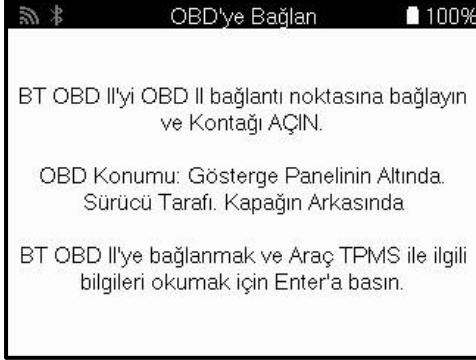 OBD'ye Bağlan
100%
BT OBD II'yi OBD II bağlantı noktasına bağlayın
ve Kontağı AÇIN.
OBD Konumu: Gösterge Panelinin Altında.
Sürücü Tarafı. Kapağın Arkasında
BT OBD II'ye bağlanmak ve Araç TPMS ile ilgili
bilgileri okumak için Enter'a basın.